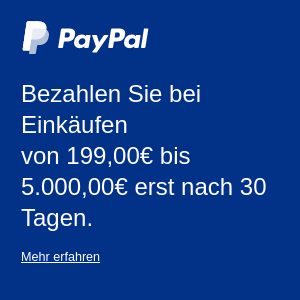 PayPal
Bezahlen Sie bei
Einkäufen
von 199,00€ bis
5.000,00€ erst nach 30
Tagen.
Mehr erfahren